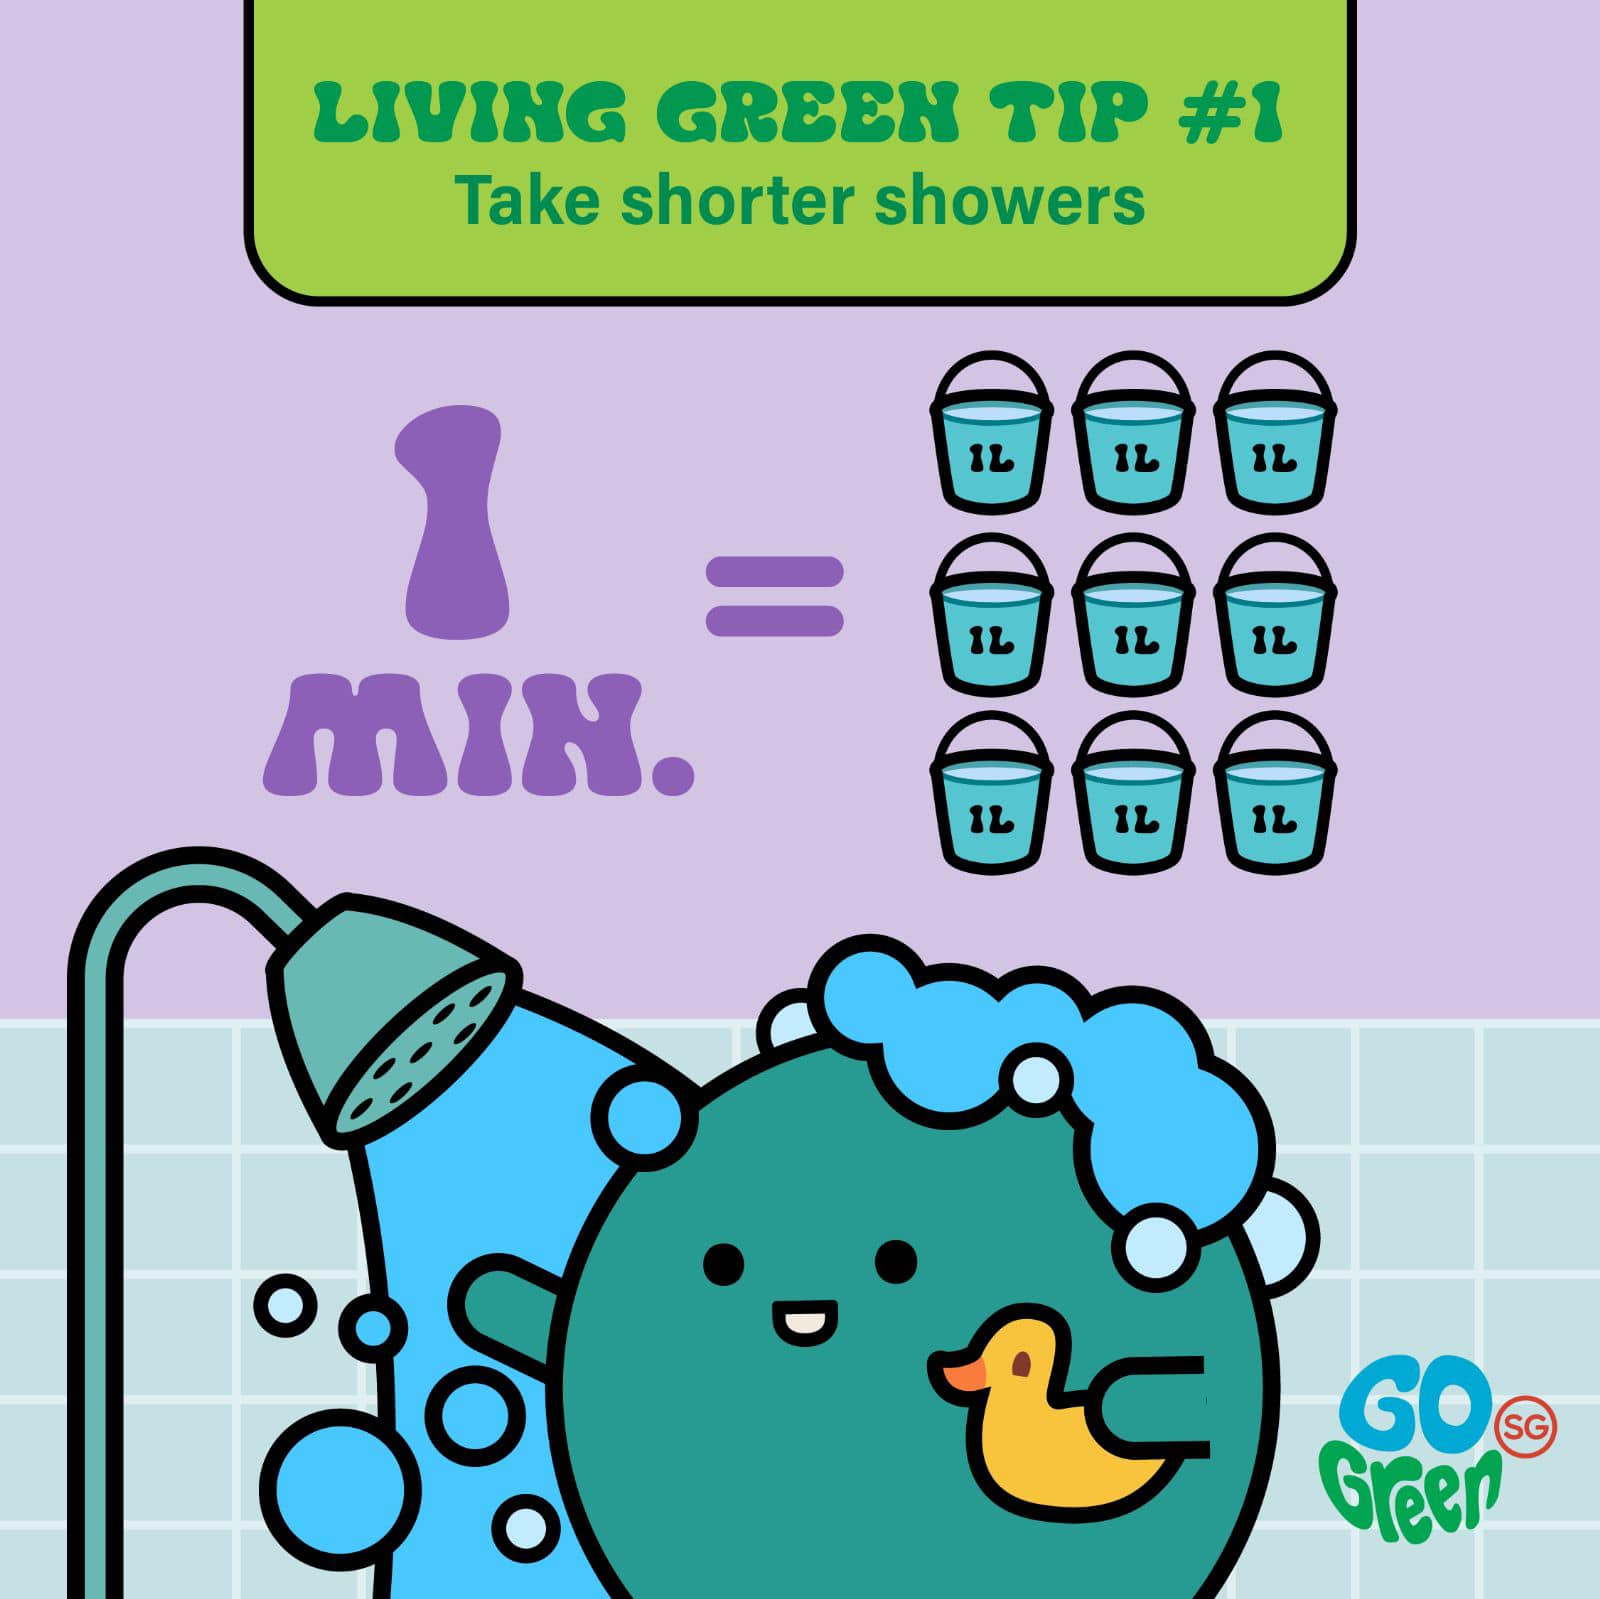 LIVING GREEN TIP #1
Take shorter showers
1
MIN.
=
1L 1L 1L
1L 1L 1L
1L 1L 1L
GO
SG
Green